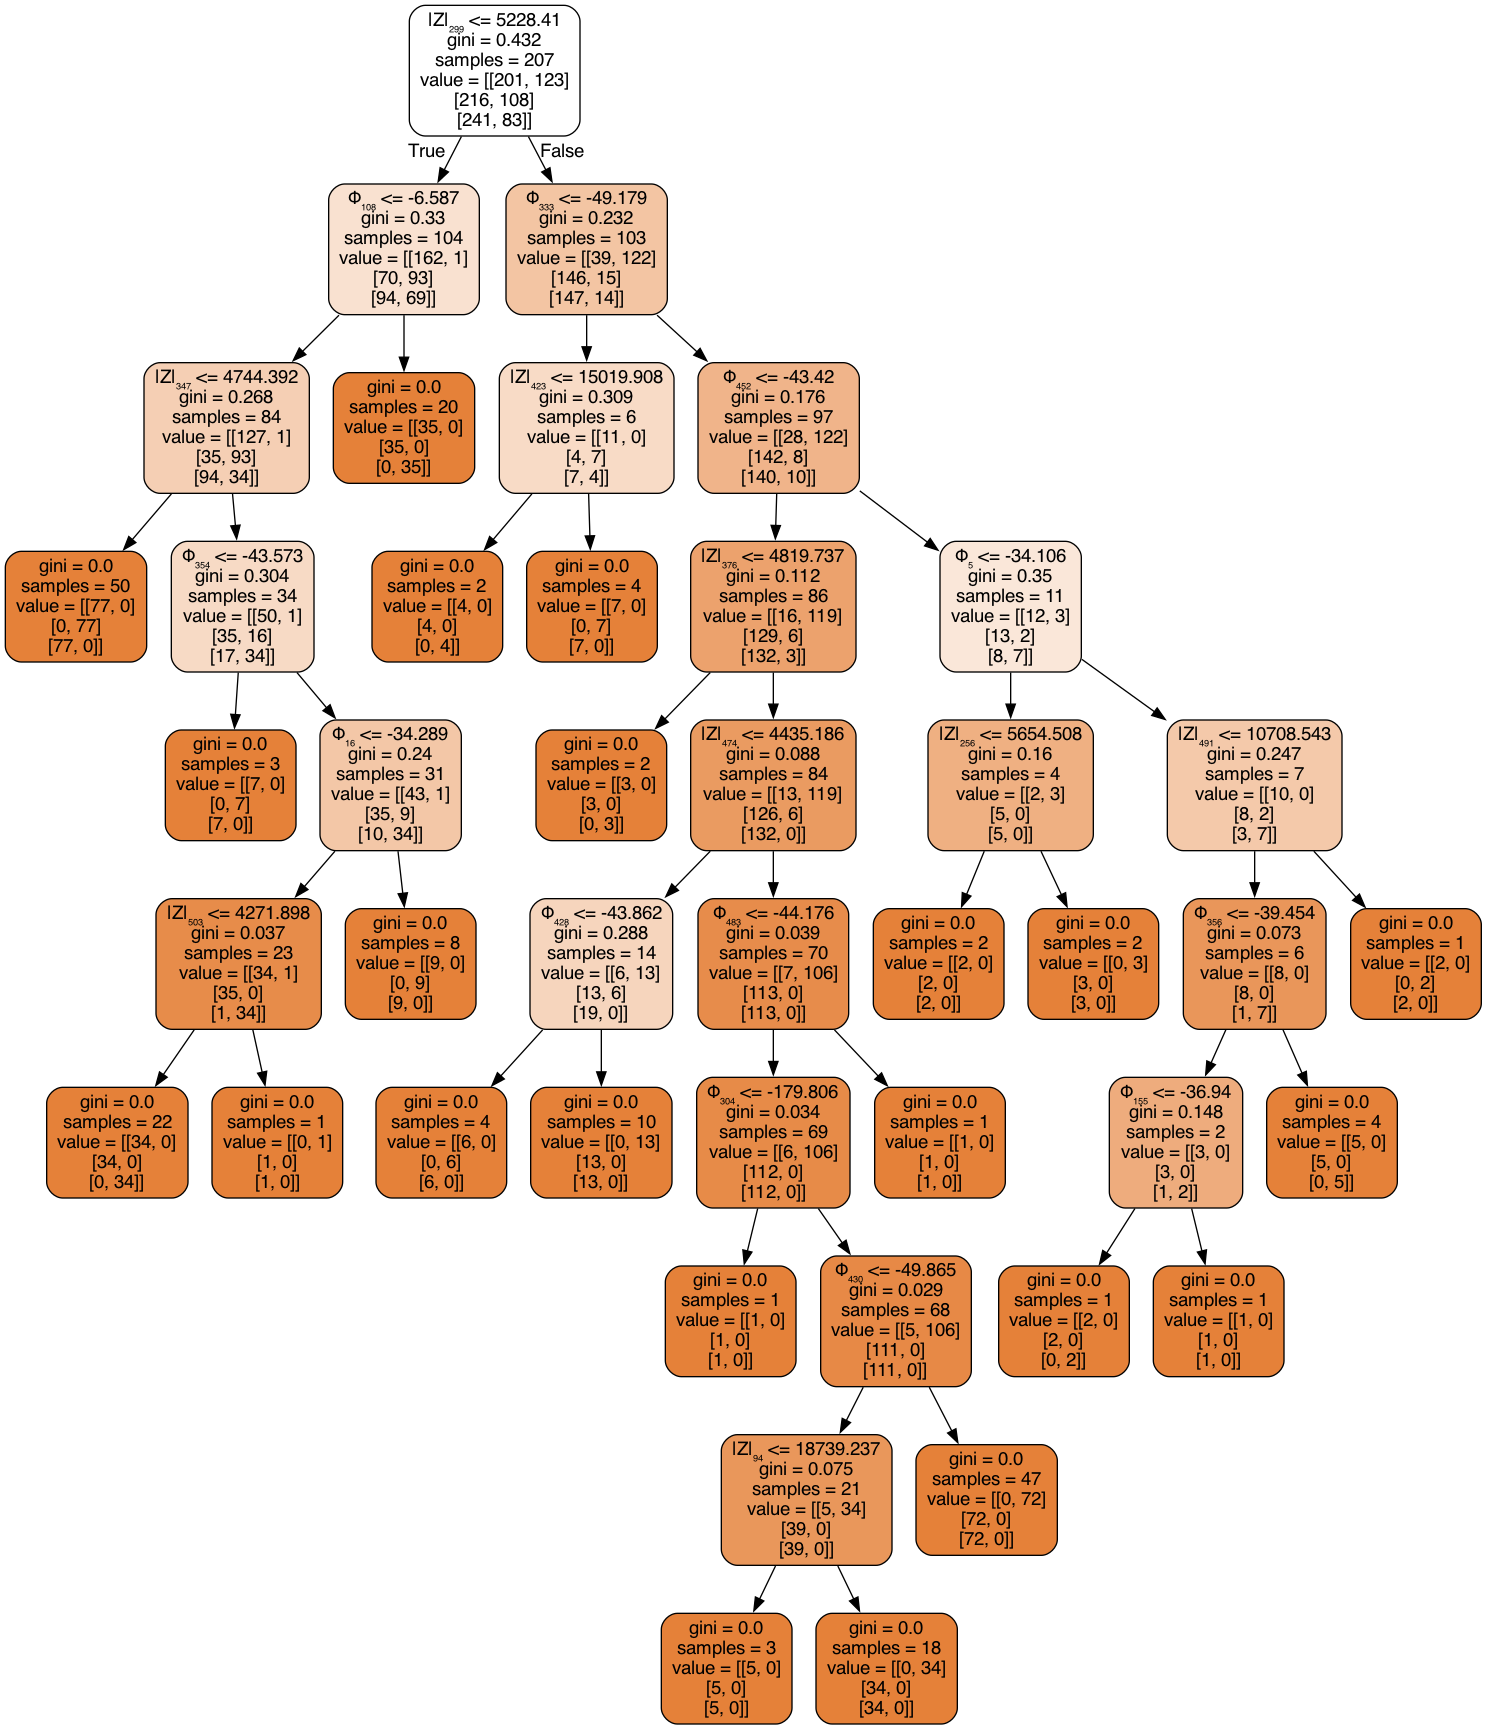 |Z|₂₉₉ <= 5228.41
gini = 0.432
samples = 207
value = [[201, 123]
[216, 108]
[241, 83]]
True
False
Φ₁₀₈ <= -6.587
gini = 0.33
samples = 104
value = [[162, 1]
[70, 93]
[94, 69]]
Φ₃₃₃ <= -49.179
gini = 0.232
samples = 103
value = [[39, 122]
[146, 15]
[147, 14]]
|Z|₃₄₇ <= 4744.392
gini = 0.268
samples = 84
value = [[127, 1]
[35, 93]
[94, 34]]
gini = 0.0
samples = 20
value = [[35, 0]
[35, 0]
[0, 35]]
|Z|₄₂₃ <= 15019.908
gini = 0.309
samples = 6
value = [[11, 0]
[4, 7]
[7, 4]]
Φ₄₅₂ <= -43.42
gini = 0.176
samples = 97
value = [[28, 122]
[142, 8]
[140, 10]]
gini = 0.0
samples = 50
value = [[77, 0]
[0, 77]
[77, 0]]
Φ₃₅₄ <= -43.573
gini = 0.304
samples = 34
value = [[50, 1]
[35, 16]
[17, 34]]
gini = 0.0
samples = 2
value = [[4, 0]
[4, 0]
[0, 4]]
gini = 0.0
samples = 4
value = [[7, 0]
[0, 7]
[7, 0]]
|Z|₃₇₆ <= 4819.737
gini = 0.112
samples = 86
value = [[16, 119]
[129, 6]
[132, 3]]
Φ₅ <= -34.106
gini = 0.35
samples = 11
value = [[12, 3]
[13, 2]
[8, 7]]
gini = 0.0
samples = 3
value = [[7, 0]
[0, 7]
[7, 0]]
Φ₁₆ <= -34.289
gini = 0.24
samples = 31
value = [[43, 1]
[35, 9]
[10, 34]]
gini = 0.0
samples = 2
value = [[3, 0]
[3, 0]
[0, 3]]
|Z|₄₇₄ <= 4435.186
gini = 0.088
samples = 84
value = [[13, 119]
[126, 6]
[132, 0]]
|Z|₂₅₆ <= 5654.508
gini = 0.16
samples = 4
value = [[2, 3]
[5, 0]
[5, 0]]
|Z|₄₉₁ <= 10708.543
gini = 0.247
samples = 7
value = [[10, 0]
[8, 2]
[3, 7]]
|Z|₅₀₃ <= 4271.898
gini = 0.037
samples = 23
value = [[34, 1]
[35, 0]
[1, 34]]
gini = 0.0
samples = 8
value = [[9, 0]
[0, 9]
[9, 0]]
Φ₄₂₈ <= -43.862
gini = 0.288
samples = 14
value = [[6, 13]
[13, 6]
[19, 0]]
Φ₄₈₃ <= -44.176
gini = 0.039
samples = 70
value = [[7, 106]
[113, 0]
[113, 0]]
gini = 0.0
samples = 2
value = [[2, 0]
[2, 0]
[2, 0]]
gini = 0.0
samples = 2
value = [[0, 3]
[3, 0]
[3, 0]]
Φ₃₅₆ <= -39.454
gini = 0.073
samples = 6
value = [[8, 0]
[8, 0]
[1, 7]]
gini = 0.0
samples = 1
value = [[2, 0]
[0, 2]
[2, 0]]
gini = 0.0
samples = 22
value = [[34, 0]
[34, 0]
[0, 34]]
gini = 0.0
samples = 1
value = [[0, 1]
[1, 0]
[1, 0]]
gini = 0.0
samples = 4
value = [[6, 0]
[0, 6]
[6, 0]]
gini = 0.0
samples = 10
value = [[0, 13]
[13, 0]
[13, 0]]
Φ₃₀₄ <= -179.806
gini = 0.034
samples = 69
value = [[6, 106]
[112, 0]
[112, 0]]
gini = 0.0
samples = 1
value = [[1, 0]
[1, 0]
[1, 0]]
Φ₁₅₅ <= -36.94
gini = 0.148
samples = 2
value = [[3, 0]
[3, 0]
[1, 2]]
gini = 0.0
samples = 4
value = [[5, 0]
[5, 0]
[0, 5]]
gini = 0.0
samples = 1
value = [[1, 0]
[1, 0]
[1, 0]]
Φ₄₃₀ <= -49.865
gini = 0.029
samples = 68
value = [[5, 106]
[111, 0]
[111, 0]]
gini = 0.0
samples = 1
value = [[2, 0]
[2, 0]
[0, 2]]
gini = 0.0
samples = 1
value = [[1, 0]
[1, 0]
[1, 0]]
|Z|₉₄ <= 18739.237
gini = 0.075
samples = 21
value = [[5, 34]
[39, 0]
[39, 0]]
gini = 0.0
samples = 47
value = [[0, 72]
[72, 0]
[72, 0]]
gini = 0.0
samples = 3
value = [[5, 0]
[5, 0]
[5, 0]]
gini = 0.0
samples = 18
value = [[0, 34]
[34, 0]
[34, 0]]